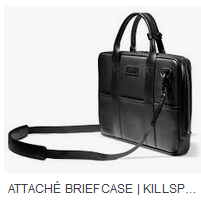 ATTACHÉ BRIEFCASE | KILLSP...